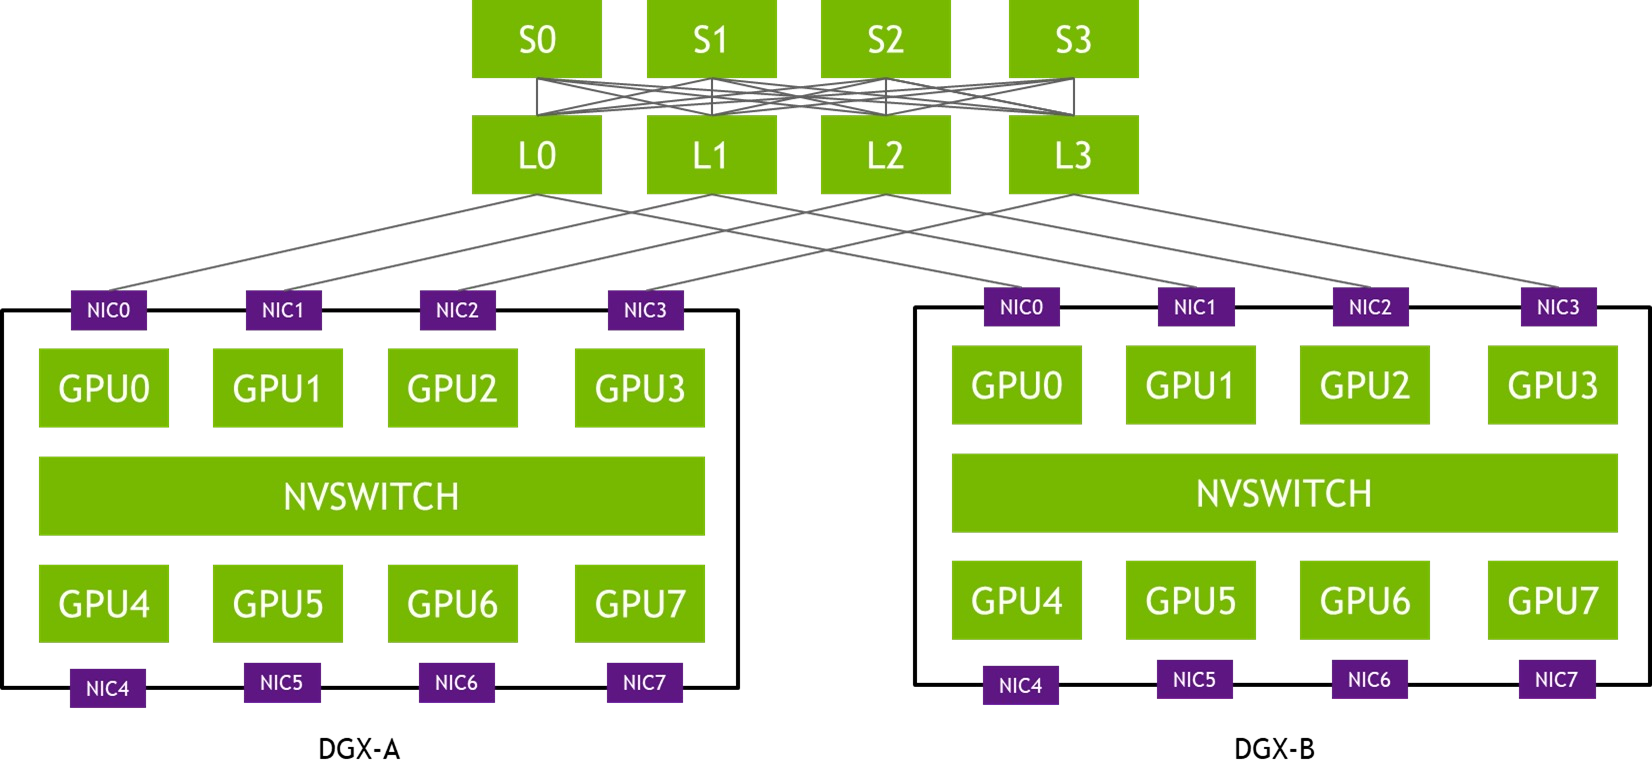 S0 S1 S2 S3
L0 L1 L2 L3
NIC0 NIC1 NIC2 NIC3
GPU0 GPU1 GPU2 GPU3
NVSWITCH
GPU4 GPU5 GPU6 GPU7
NIC4 NIC5 NIC6 NIC7
DGX-A
NIC0 NIC1 NIC2 NIC3
GPU0 GPU1 GPU2 GPU3
NVSWITCH
GPU4 GPU5 GPU6 GPU7
NIC4 NIC5 NIC6 NIC7
DGX-B